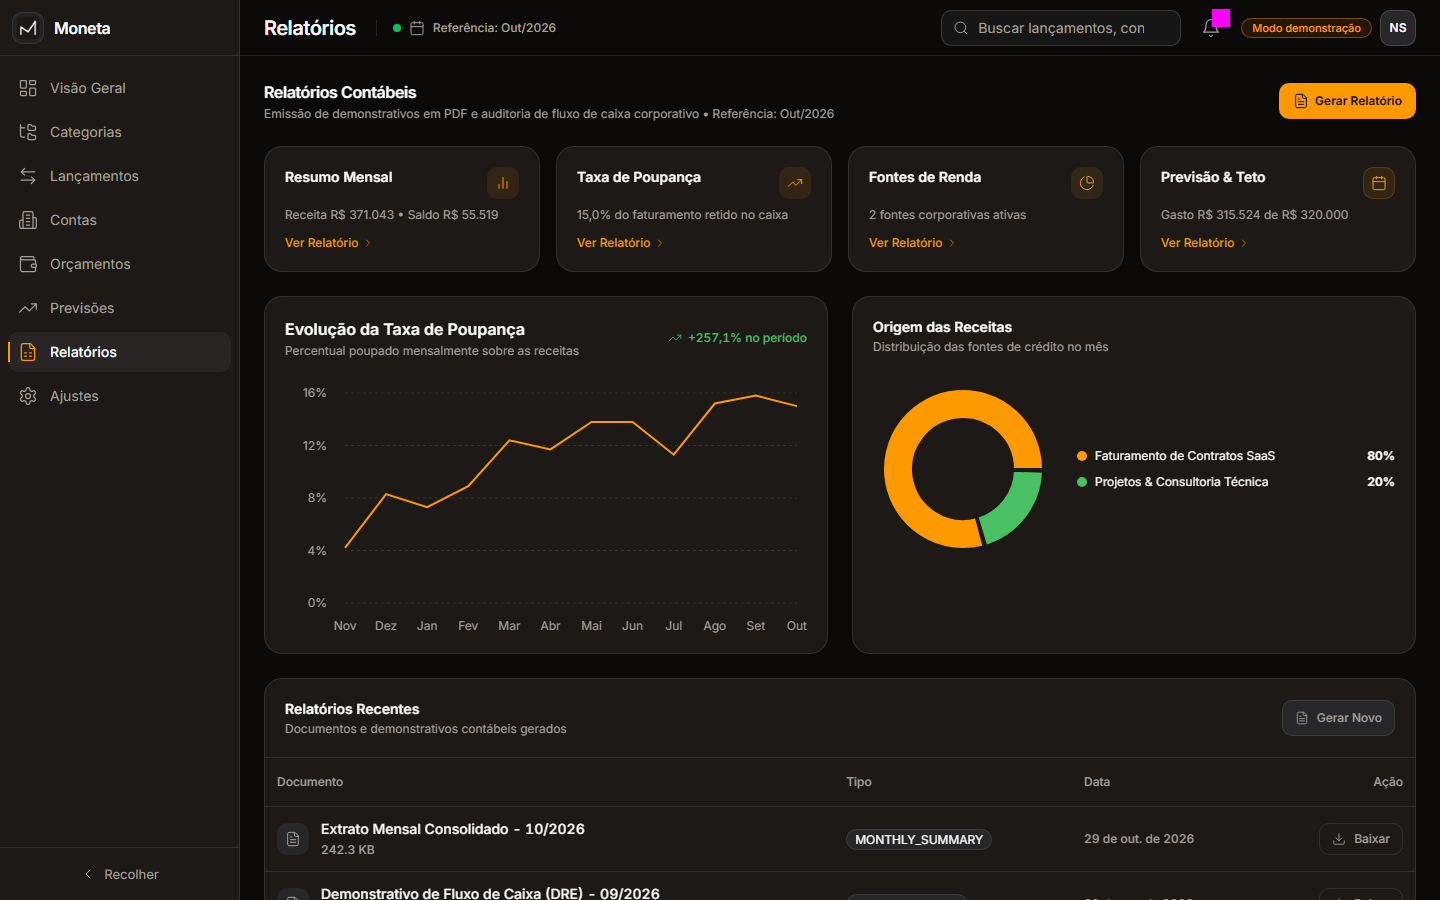 Moneta
Relatórios
Referência: Out/2026
Buscar lançamentos, con
Modo demonstração
NS
Visão Geral
Categorias
Lançamentos
Contas
Orçamentos
Previsões
Relatórios
Ajustes
Recolher
Relatórios Contábeis
Emissão de demonstrativos em PDF e auditoria de fluxo de caixa corporativo • Referência: Out/2026
Gerar Relatório
Resumo Mensal
Receita R$ 371.043 • Saldo R$ 55.519
Ver Relatório
Taxa de Poupança
15,0% do faturamento retido no caixa
Ver Relatório
Fontes de Renda
2 fontes corporativas ativas
Ver Relatório
Previsão & Teto
Gasto R$ 315.524 de R$ 320.000
Ver Relatório
Evolução da Taxa de Poupança
Percentual poupado mensalmente sobre as receitas
+257,1% no período
16%
12%
8%
4%
0%
Nov Dez Jan Fev Mar Abr Mai Jun Jul Ago Set Out
Origem das Receitas
Distribuição das fontes de crédito no mês
Faturamento de Contratos SaaS 80%
Projetos & Consultoria Técnica 20%
Relatórios Recentes
Documentos e demonstrativos contábeis gerados
Gerar Novo
Documento Tipo Data Ação
Extrato Mensal Consolidado - 10/2026
242.3 KB
MONTHLY_SUMMARY
29 de out. de 2026
Baixar
Demonstrativo de Fluxo de Caixa (DRE) - 09/2026